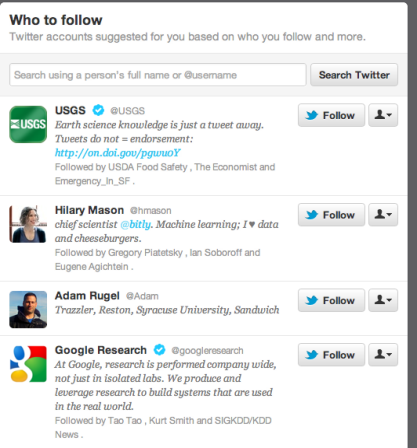 Who to follow
Twitter accounts suggested for you based on who you follow and more.
Search using a person's full name or @username
Search Twitter
USGS
USGS @USGS
Follow
Earth science knowledge is just a tweet away.
Tweets do not = endorsement:
http://on.doi.gov/pgwuoY
Followed by USDA Food Safety , The Economist and
Emergency_In_SF .
Hilary Mason @hmason
Follow
chief scientist @bitly. Machine learning; I ♥ data
and cheeseburgers.
Followed by Gregory Piatetsky , Ian Soboroff and
Eugene Agichtein .
Adam Rugel @Adam
Follow
Trazzler, Reston, Syracuse University, Sandwich
Google Research @googleresearch
Follow
At Google, research is performed company wide,
not just in isolated labs. We produce and
leverage research to build systems that are used
in the real world.
Followed by Tao Tao , Kurt Smith and SIGKDD/KDD
News .